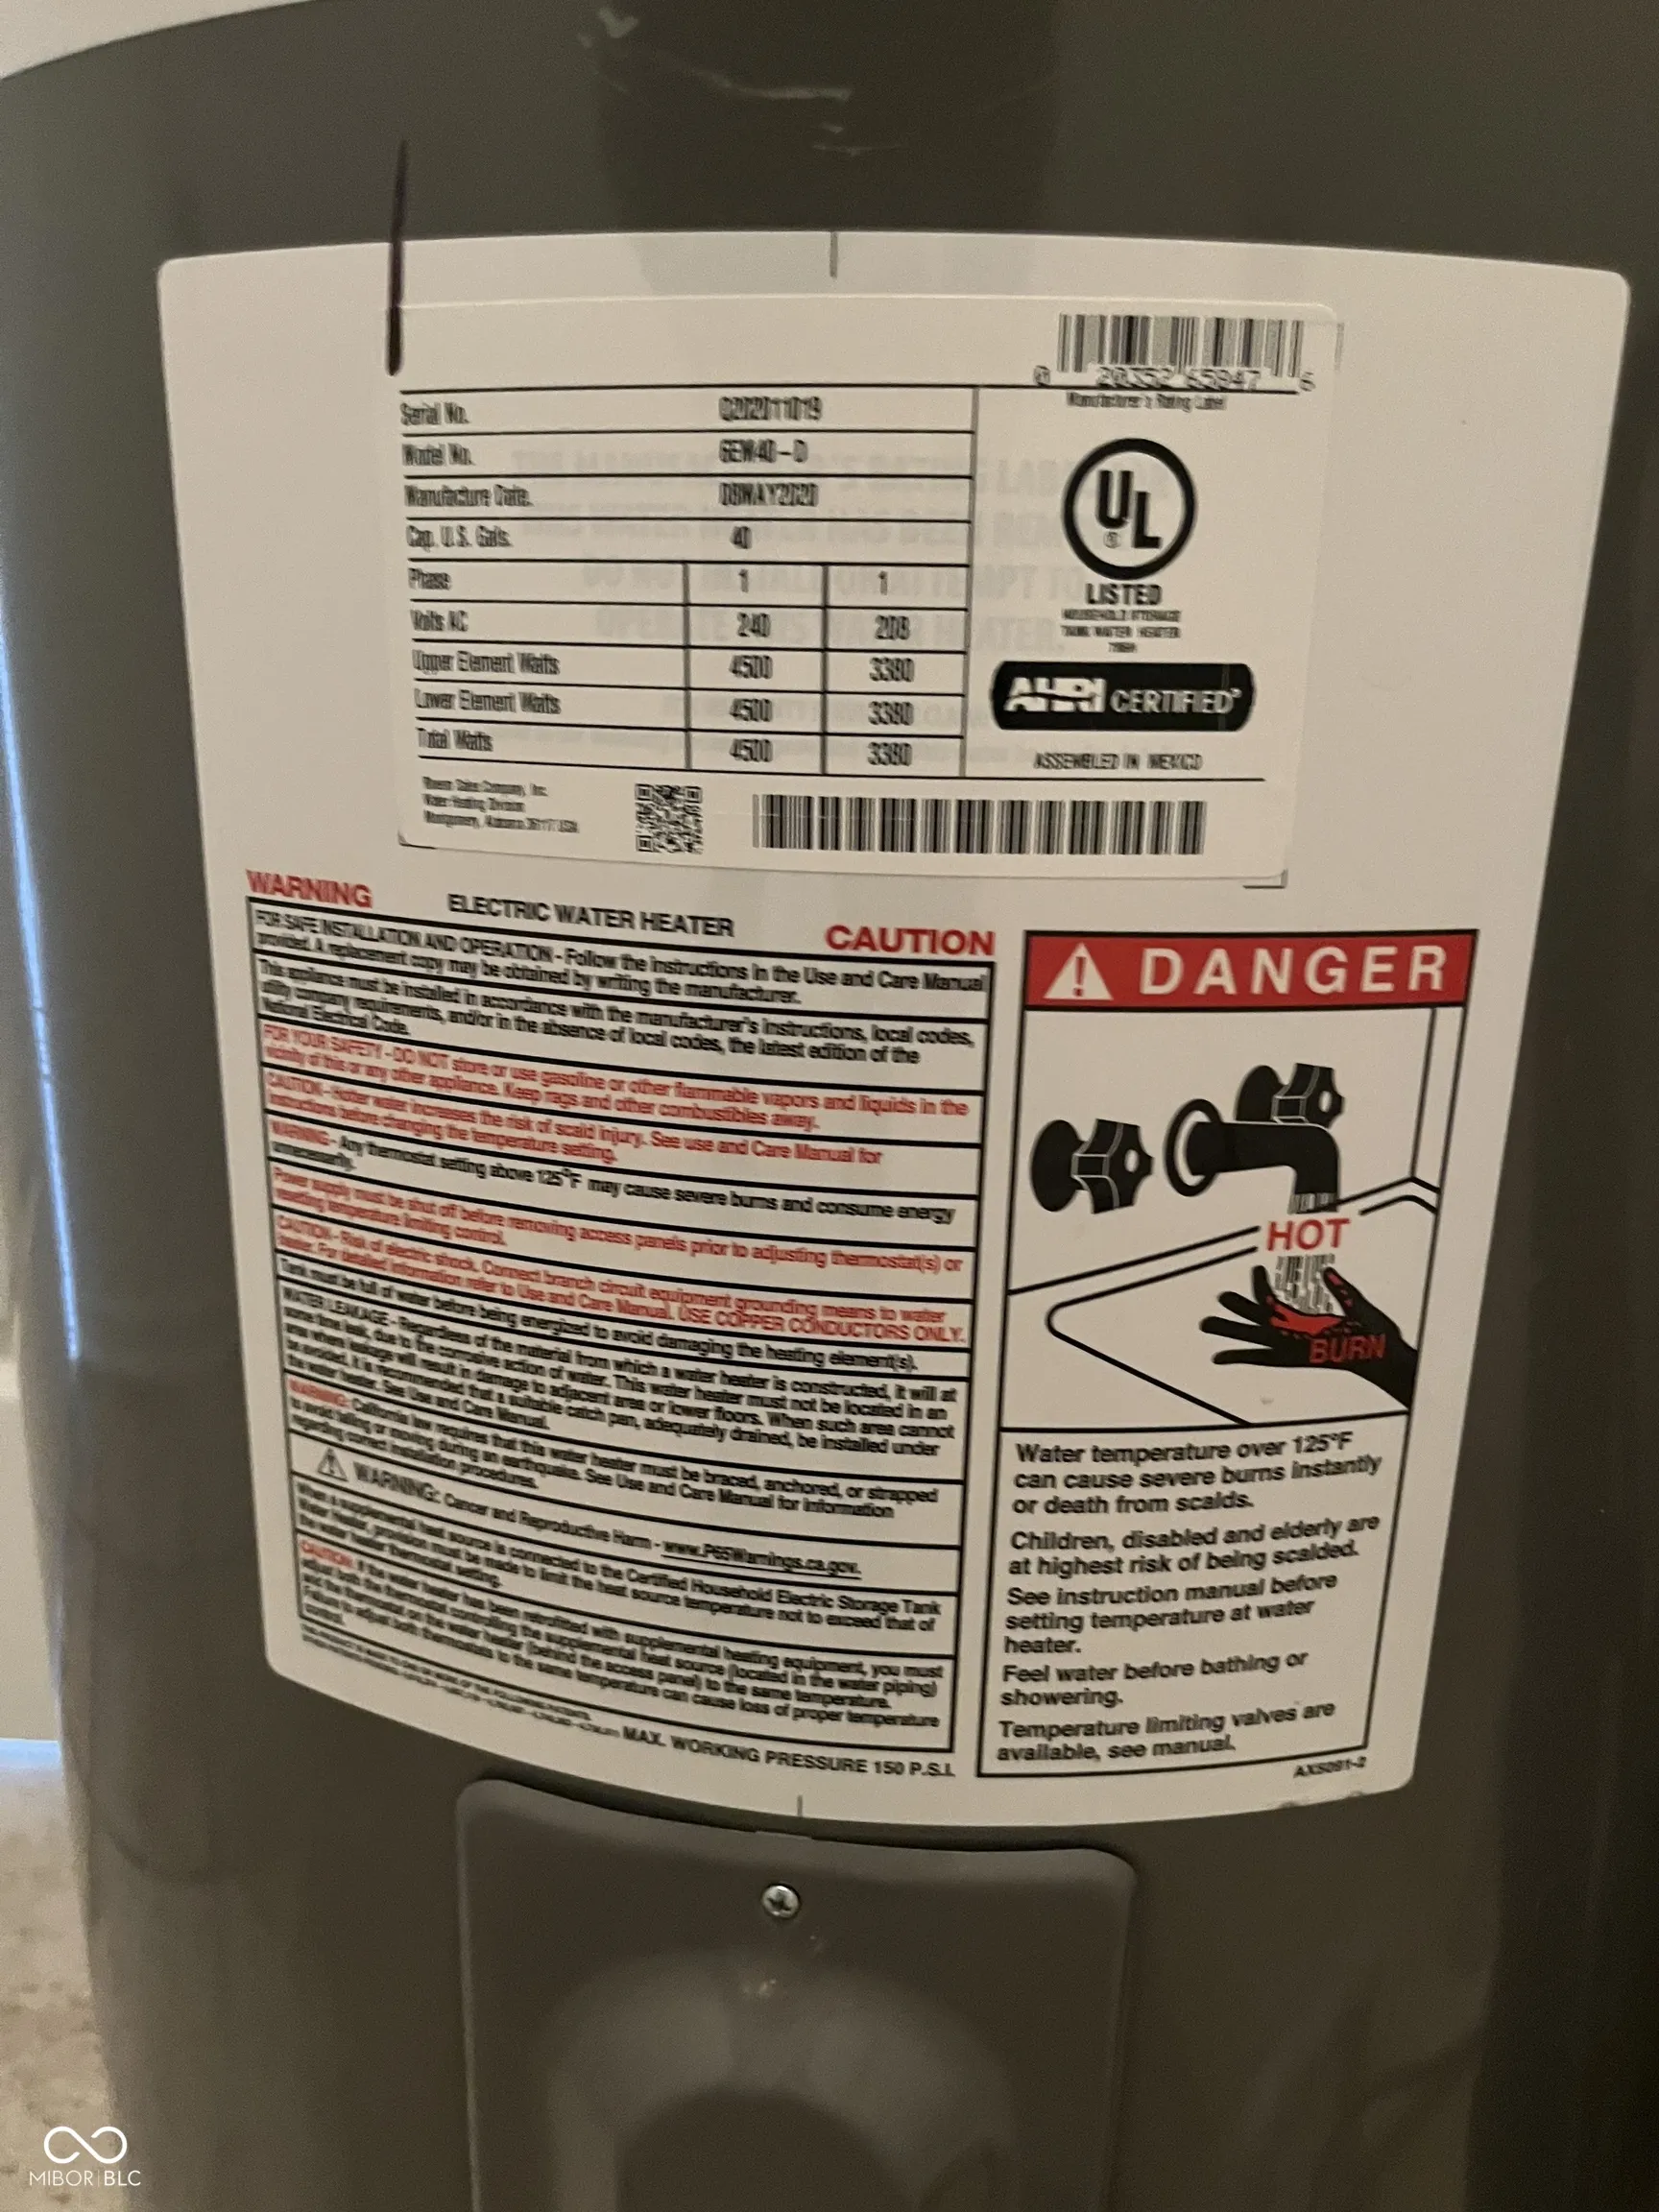 0 20352 65847 6
Manufacturer's Rating Label
Serial No. Q202011019
Model No. 6EW40-D
Manufacture Date. 08MAY2020
Cap. U.S. Gals. 40
Phase 1 1
Volts AC 240 208
Upper Element Watts 4500 3380
Lower Element Watts 4500 3380
Total Watts 4500 3380
UL
®
LISTED
HOUSEHOLD STORAGE
TANK WATER HEATER
AHRI CERTIFIED®
ASSEMBLED IN MEXICO
Rheem Sales Company, Inc.
Water Heating Division
Montgomery, Alabama 36117 USA
WARNING
ELECTRIC WATER HEATER
CAUTION
FOR SAFE INSTALLATION AND OPERATION - Follow the instructions in the Use and Care Manual
provided. A replacement copy may be obtained by writing the manufacturer.
This appliance must be installed in accordance with the manufacturer's instructions, local codes,
utility company requirements, and/or in the absence of local codes, the latest edition of the
National Electrical Code.
FOR YOUR SAFETY - DO NOT store or use gasoline or other flammable vapors and liquids in the
vicinity of this or any other appliance. Keep rags and other combustibles away.
CAUTION - Hotter water increases the risk of scald injury. See use and Care Manual for
instructions before changing the temperature setting.
WARNING - Any thermostat setting above 125°F may cause severe burns and consume energy
unnecessarily.
Power supply must be shut off before removing access panels prior to adjusting thermostat(s) or
resetting temperature limiting control.
CAUTION - Risk of electric shock. Connect branch circuit equipment grounding means to water
heater. For detailed information refer to Use and Care Manual. USE COPPER CONDUCTORS ONLY.
Tank must be full of water before being energized to avoid damaging the heating element(s).
WATER LEAKAGE - Regardless of the material from which a water heater is constructed, it will at
some time leak, due to the corrosive action of water. This water heater must not be located in an
area where leakage will result in damage to adjacent area or lower floors. When such area cannot
be avoided, it is recommended that a suitable catch pan, adequately drained, be installed under
the water heater. See Use and Care Manual.
WARNING: California law requires that this water heater must be braced, anchored, or strapped
to avoid falling or moving during an earthquake. See Use and Care Manual for information
regarding correct installation procedures.
WARNING: Cancer and Reproductive Harm - www.P65Warnings.ca.gov.
When a supplemental heat source is connected to the Certified Household Electric Storage Tank
Water Heater, provision must be made to limit the heat source temperature not to exceed that of
the water heater thermostat setting.
CAUTION: If the water heater has been retrofitted with supplemental heating equipment, you must
adjust both the thermostat controlling the supplemental heat source (located in the water piping)
and the thermostat on the water heater (behind the access panel) to the same temperature.
Failure to adjust both thermostats to the same temperature can cause loss of proper temperature
control.
MAX. WORKING PRESSURE 150 P.S.I.
DANGER
HOT
BURN
Water temperature over 125°F
can cause severe burns instantly
or death from scalds.
Children, disabled and elderly are
at highest risk of being scalded.
See instruction manual before
setting temperature at water
heater.
Feel water before bathing or
showering.
Temperature limiting valves are
available, see manual.
AX5091-2
MIBOR BLC